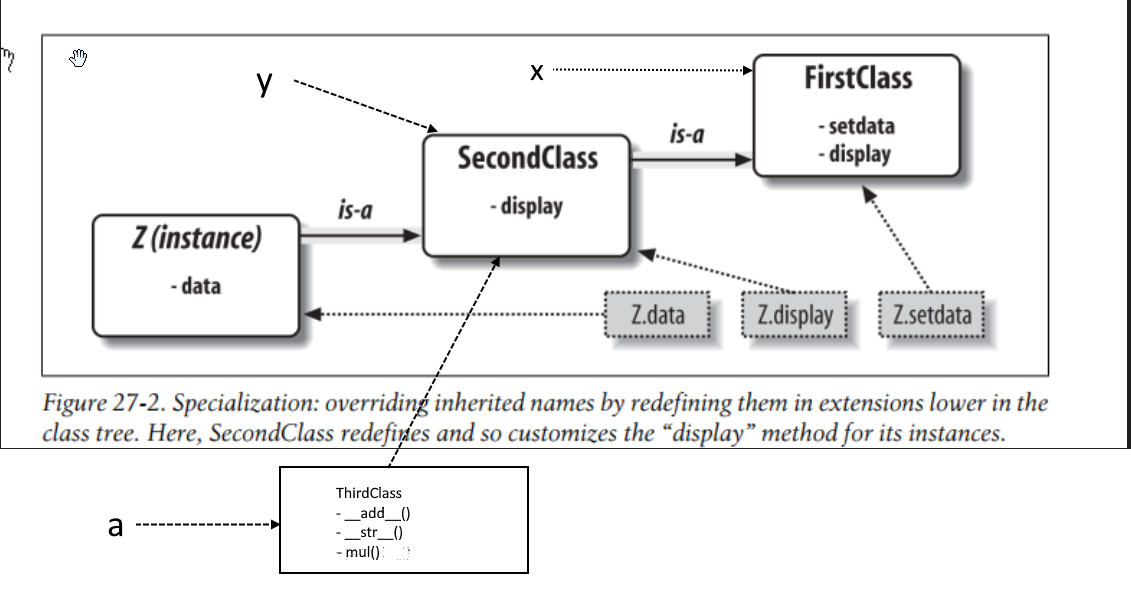 x
FirstClass
- setdata
- display
y
is-a
SecondClass
- display
is-a
Z (instance)
- data
Z.data
Z.display
Z.setdata
Figure 27-2. Specialization: overriding inherited names by redefining them in extensions lower in the
class tree. Here, SecondClass redefines and so customizes the “display” method for its instances.
ThirdClass
- __add__()
- __str__()
- mul()
a